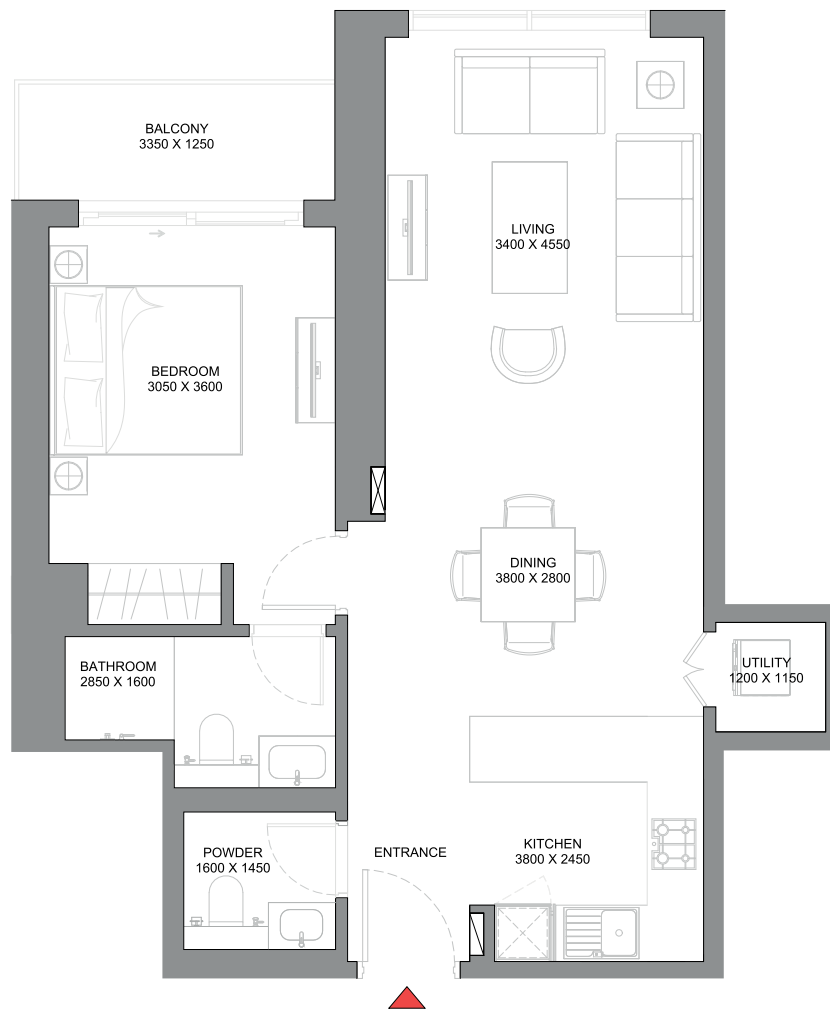 BALCONY
3350 X 1250
LIVING
3400 X 4550
BEDROOM
3050 X 3600
DINING
3800 X 2800
BATHROOM
2850 X 1600
UTILITY
1200 X 1150
POWDER
1600 X 1450
ENTRANCE
KITCHEN
3800 X 2450